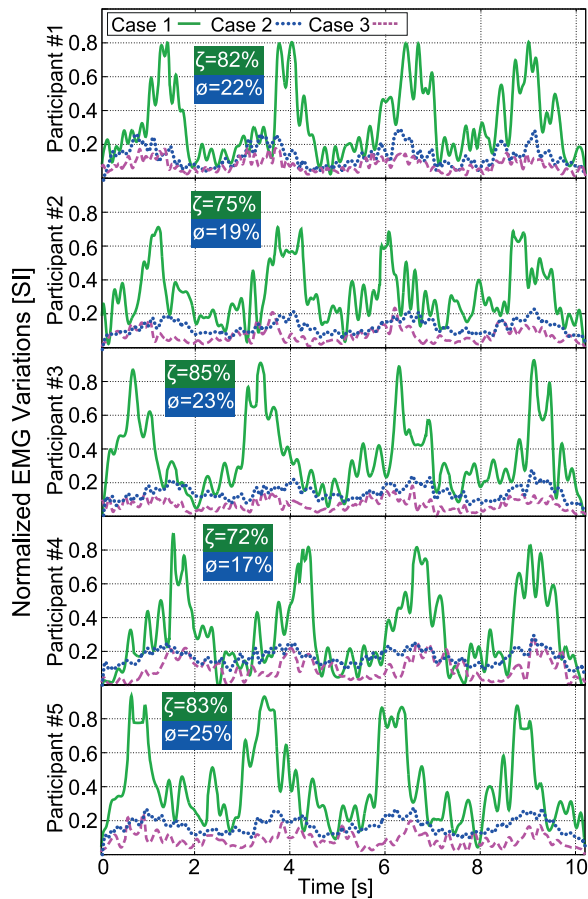 Case 1 Case 2 Case 3
Normalized EMG Variations [SI]
Participant #1
0.8
0.6
0.4
0.2
ζ=82%
ø=22%
Participant #2
0.8
0.6
0.4
0.2
ζ=75%
ø=19%
Participant #3
0.8
0.6
0.4
0.2
ζ=85%
ø=23%
Participant #4
0.8
0.6
0.4
0.2
ζ=72%
ø=17%
Participant #5
0.8
0.6
0.4
0.2
ζ=83%
ø=25%
0 2 4 6 8 10
Time [s]